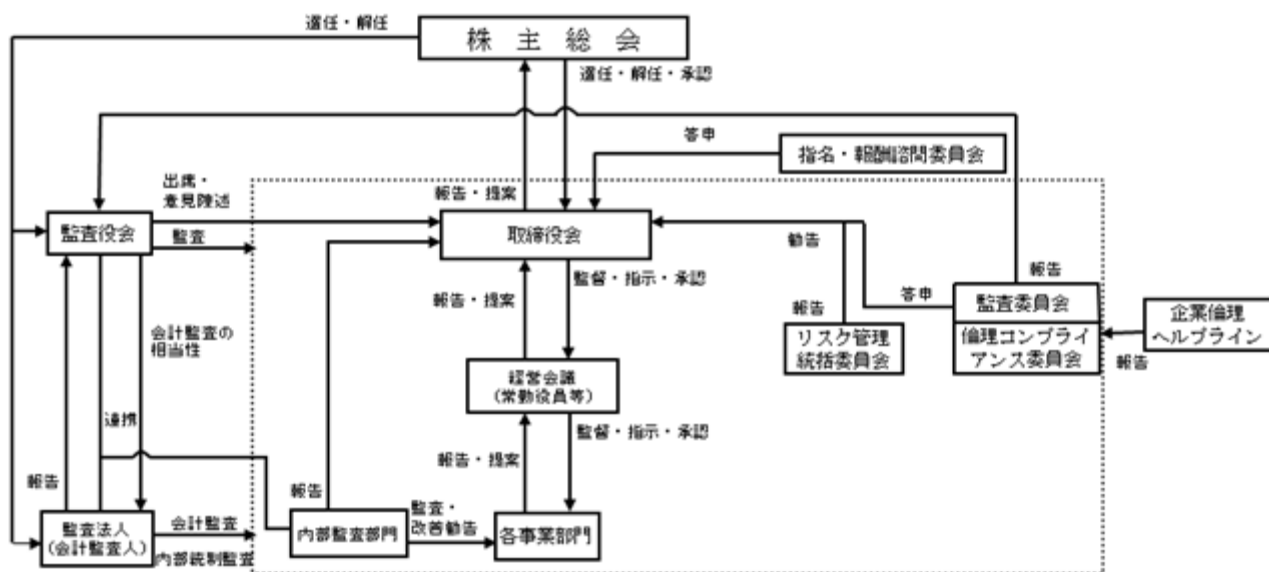 選任・解任
株主総会
選任・解任・承認
答申
指名・報酬諮問委員会
出席・
意見陳述
報告・提案
監査役会
監査
取締役会
勧告
報告
監督・指示・承認
報告・提案
答申
監査委員会
企業倫理
ヘルプライン
会計監査の
相当性
報告
リスク管理
統括委員会
倫理コンプライ
アンス委員会
報告
経営会議
(常勤役員等)
連携
監督・指示・承認
報告・提案
報告
報告
監査・
改善勧告
監査法人
(会計監査人)
会計監査
内部統制監査
内部監査部門
各事業部門